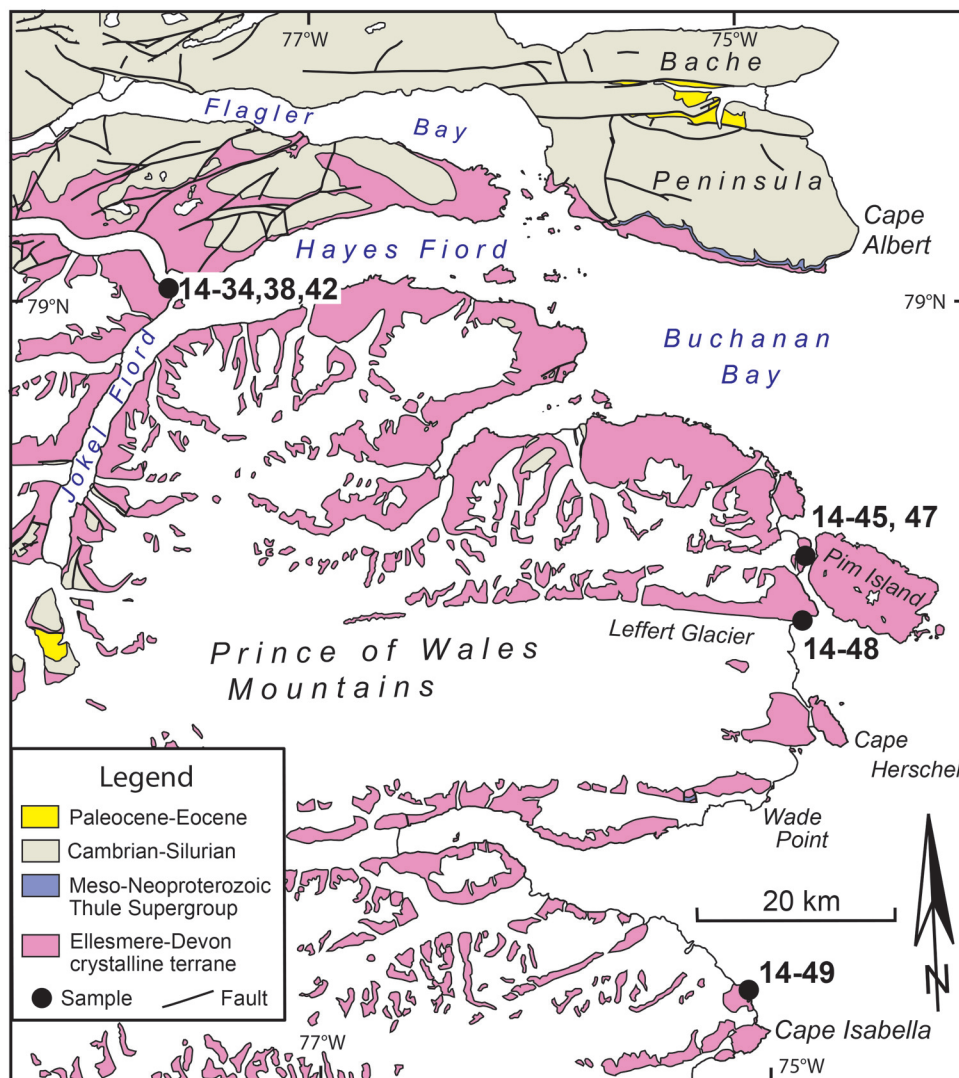 77°W
75°W
Bache
Flagler
Bay
Peninsula
Cape
Albert
Hayes Fiord
14-34,38,42
79°N
79°N
Buchanan
Bay
Jokel Fiord
14-45, 47
Pim Island
Leffert Glacier
14-48
Prince of Wales
Mountains
Cape
Herschel
Wade
Point
Legend
Paleocene-Eocene
Cambrian-Silurian
Meso-Neoproterozoic
Thule Supergroup
Ellesmere-Devon
crystalline terrane
Sample
Fault
20 km
N
14-49
Cape Isabella
77°W
75°W